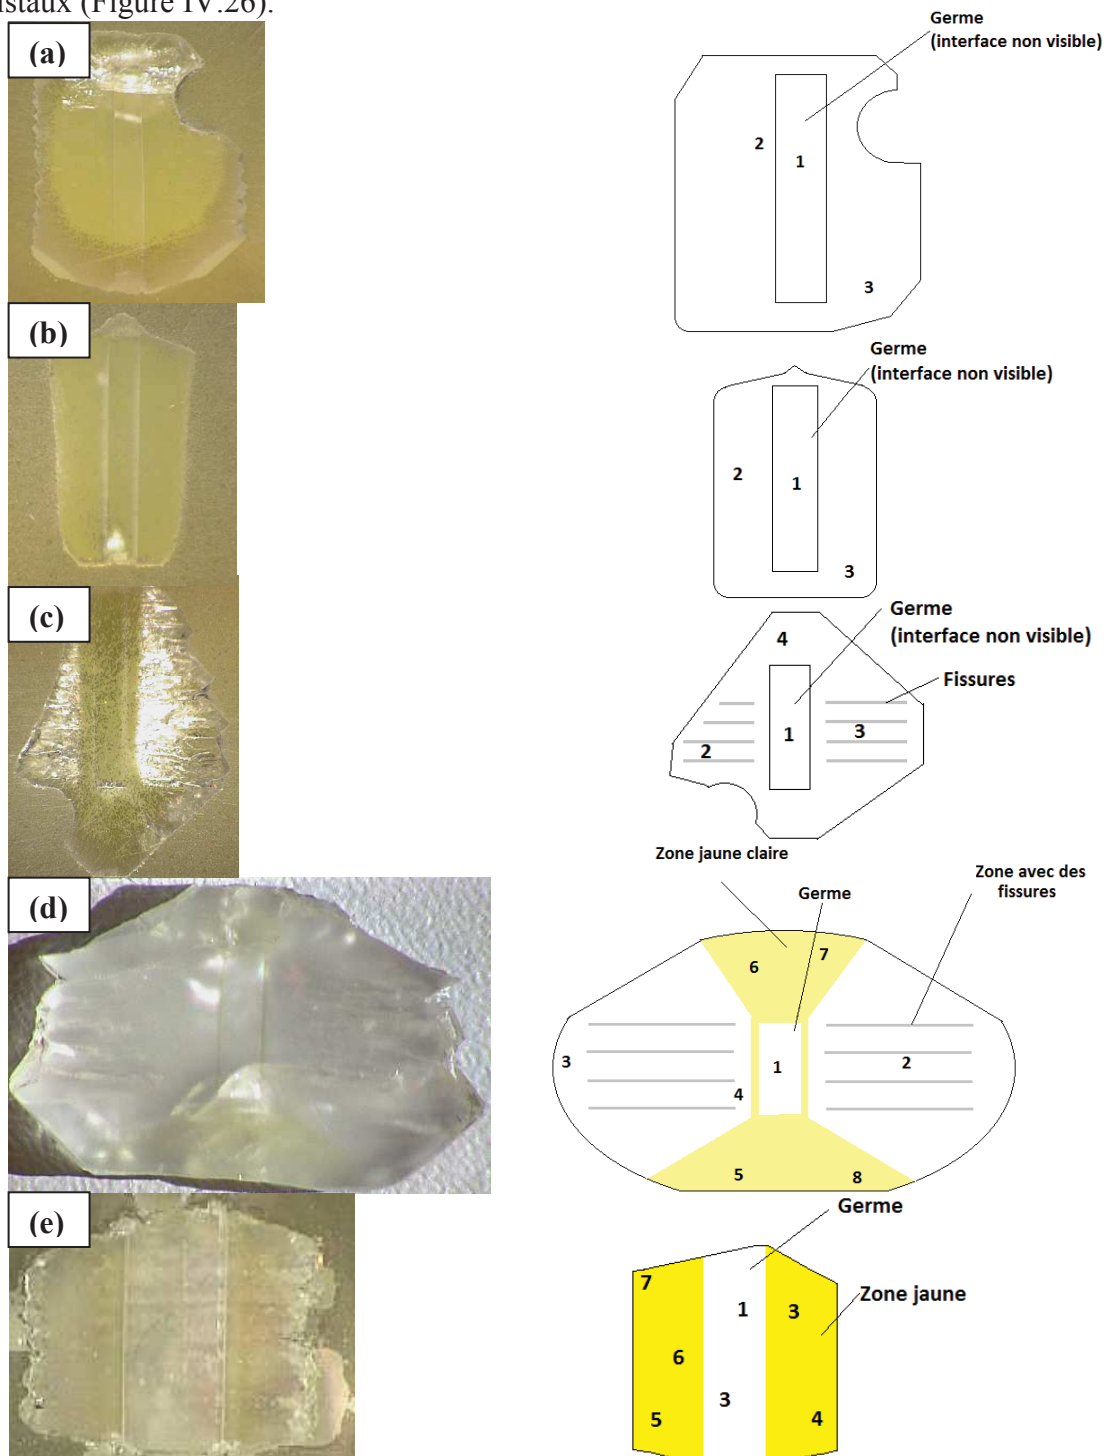 istaux (Figure IV.26).
(a)
Germe
(interface non visible)
2
1
3
(b)
Germe
(interface non visible)
2
1
3
(c)
Germe
(interface non visible)
4
Fissures
1
3
2
Zone jaune claire
Zone avec des
fissures
(d)
Germe
6
7
3
1
2
4
5
8
(e)
Germe
7
1
3
Zone jaune
6
3
5
4